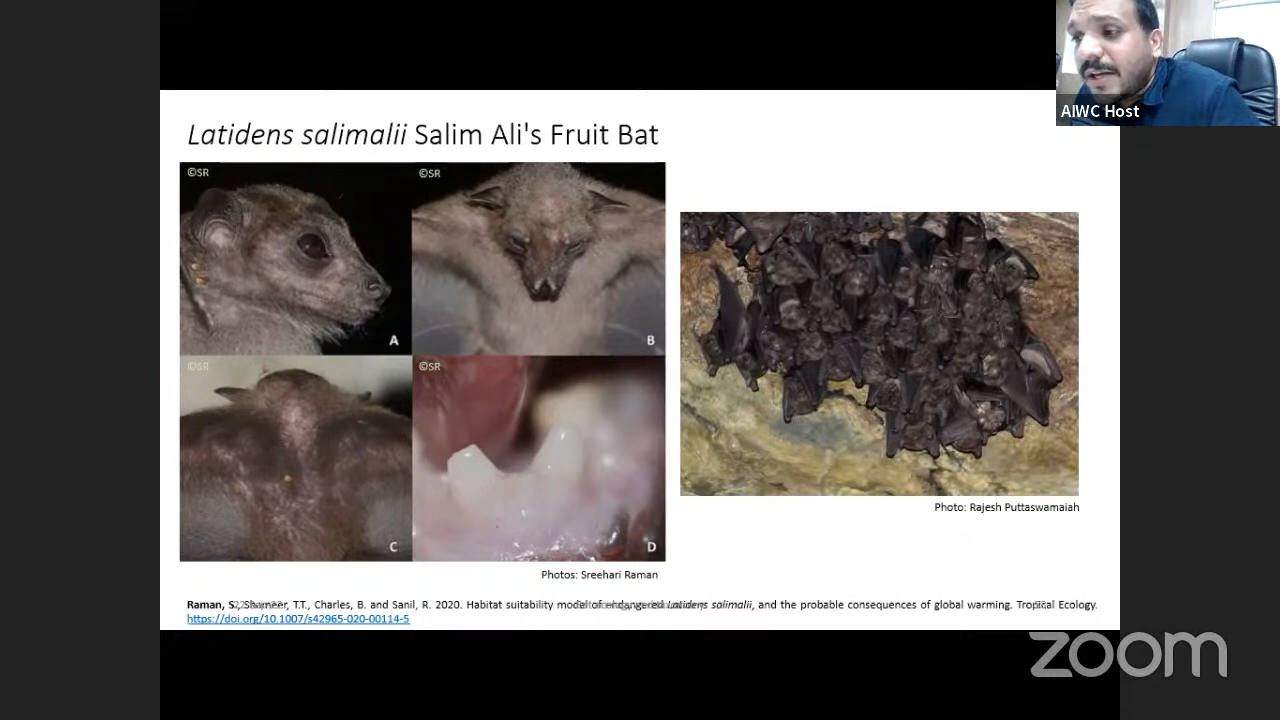 AIWC Host
Latidens salimalii Salim Ali's Fruit Bat
©SR
©SR
A
B
©SR
©SR
C
D
Photo: Rajesh Puttaswamaiah
Photos: Sreehari Raman
Raman, S., Shameer, T.T., Charles, B. and Sanil, R. 2020. Habitat suitability model of endangered Latidens salimalii, and the probable consequences of global warming. Tropical Ecology.
https://doi.org/10.1007/s42965-020-00114-5
zoom